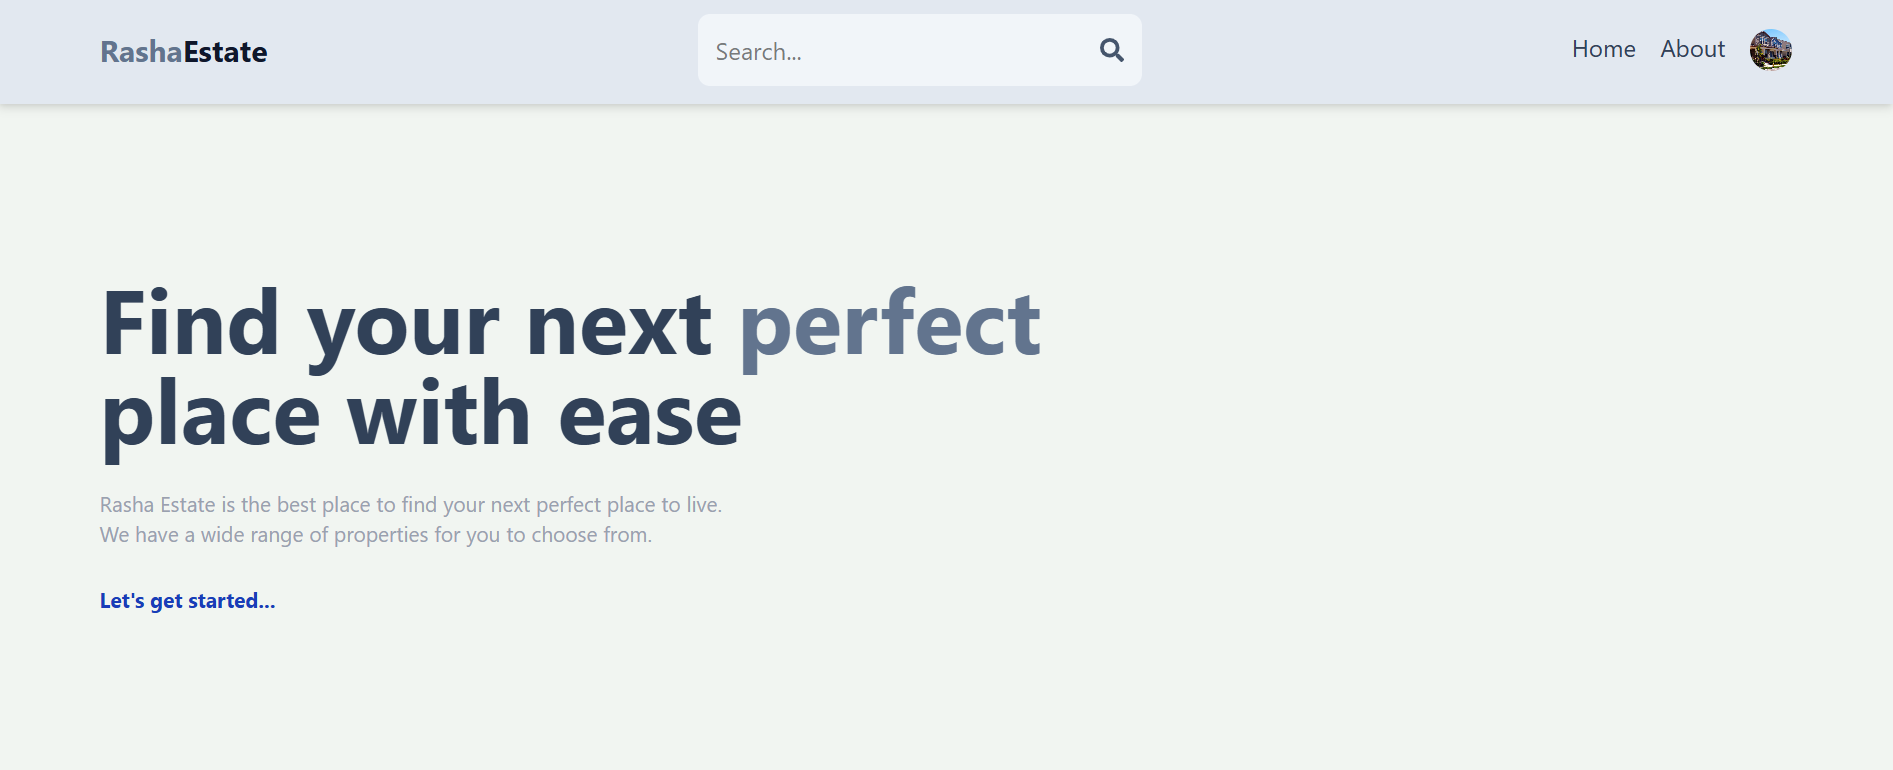 RashaEstate
Search...
Home
About
Find your next perfect
place with ease
Rasha Estate is the best place to find your next perfect place to live.
We have a wide range of properties for you to choose from.
Let's get started...